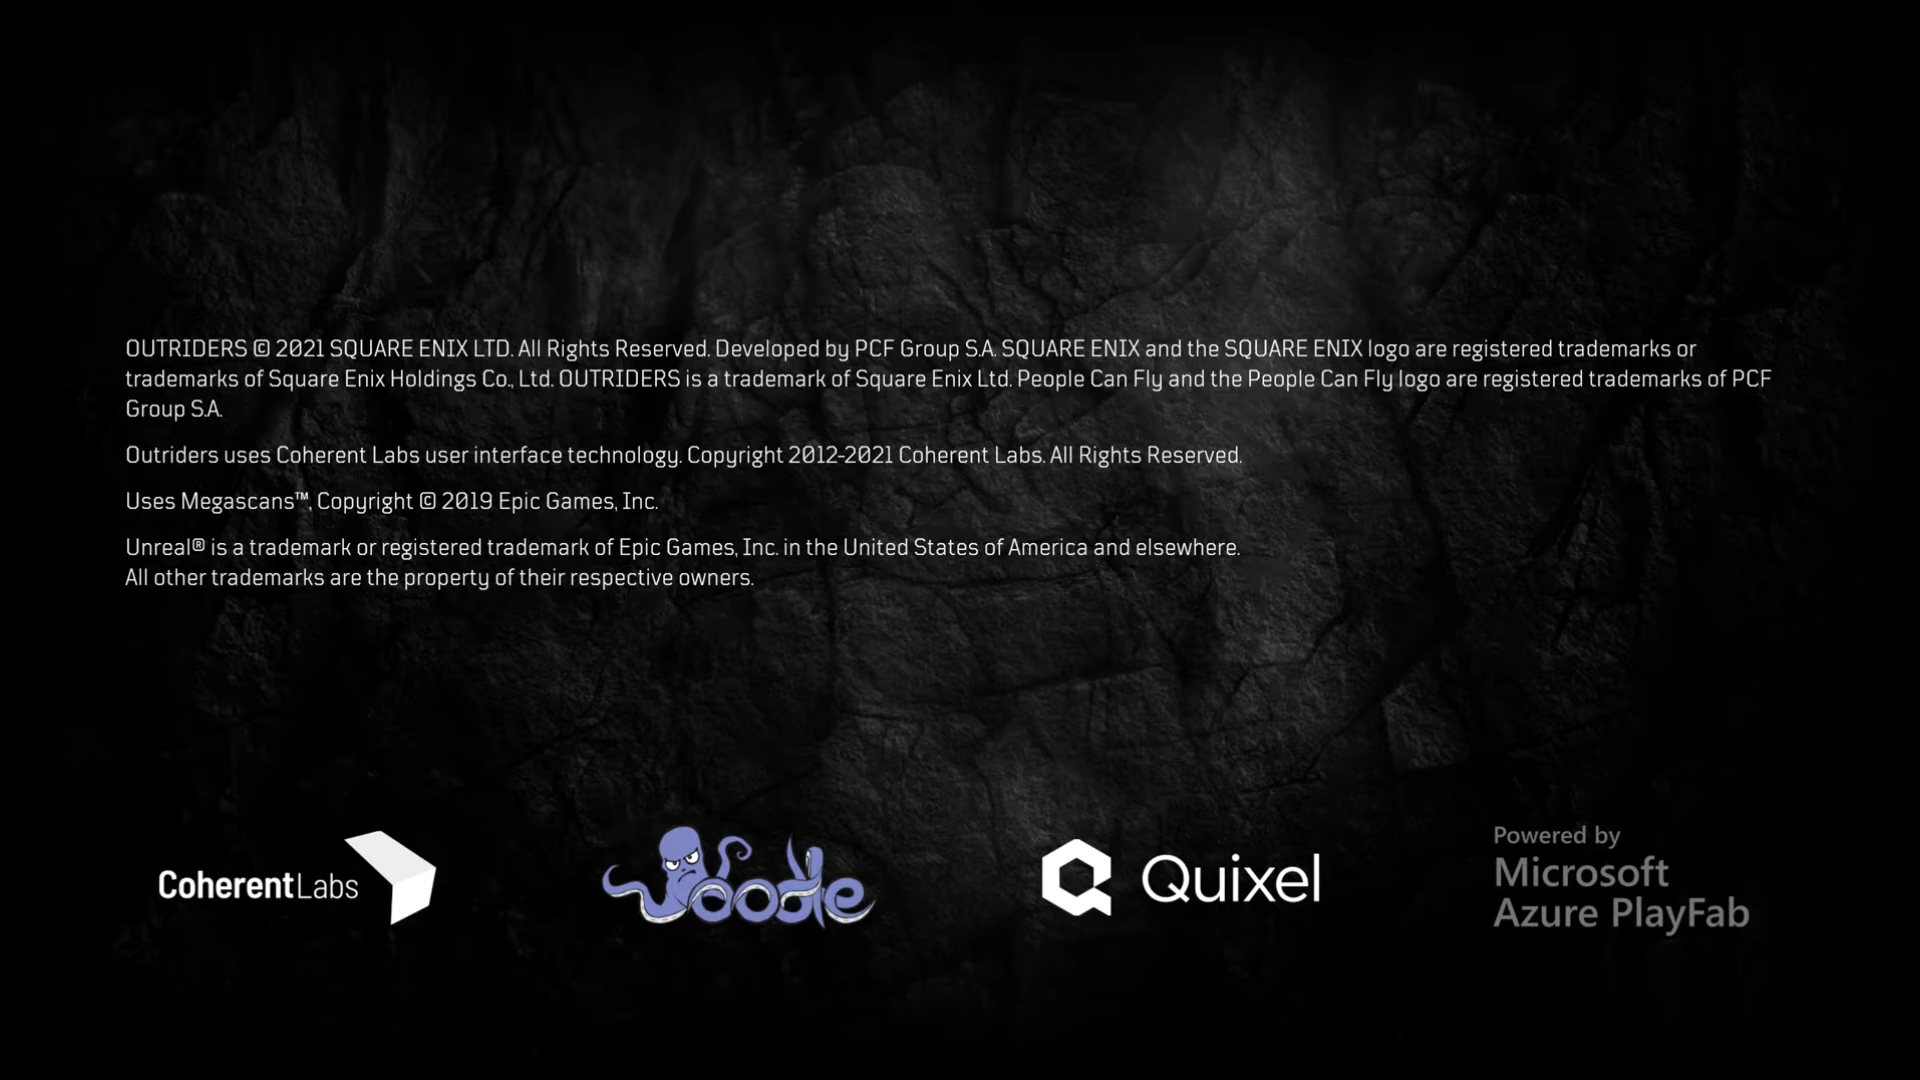 OUTRIDERS © 2021 SQUARE ENIX LTD. All Rights Reserved. Developed by PCF Group S.A. SQUARE ENIX and the SQUARE ENIX logo are registered trademarks or
trademarks of Square Enix Holdings Co., Ltd. OUTRIDERS is a trademark of Square Enix Ltd. People Can Fly and the People Can Fly logo are registered trademarks of PCF
Group S.A.
Outriders uses Coherent Labs user interface technology. Copyright 2012-2021 Coherent Labs. All Rights Reserved.
Uses Megascans™, Copyright © 2019 Epic Games, Inc.
Unreal® is a trademark or registered trademark of Epic Games, Inc. in the United States of America and elsewhere.
All other trademarks are the property of their respective owners.
CoherentLabs
oodle
Quixel
Powered by
Microsoft
Azure PlayFab